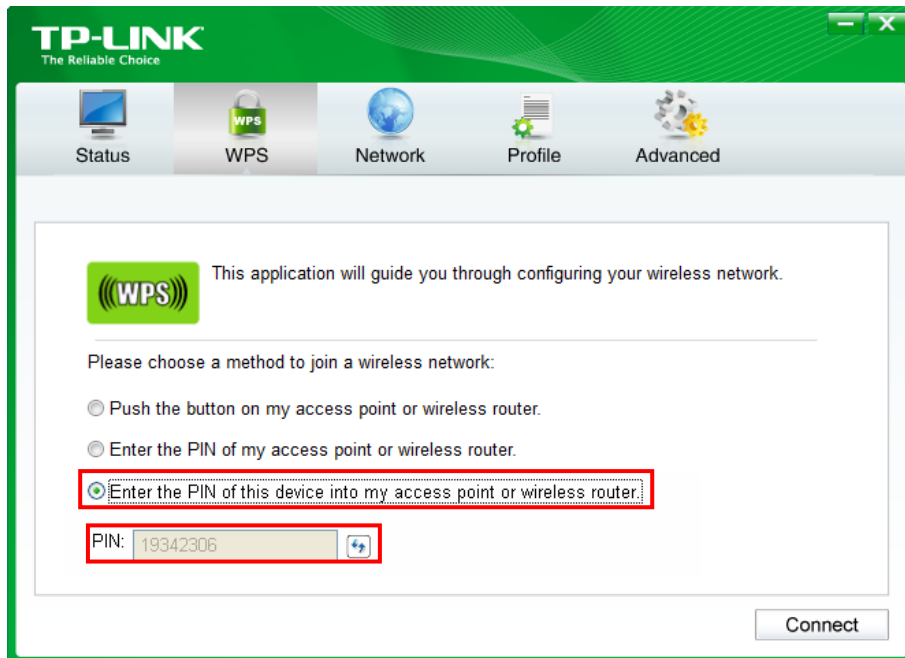 TP-LINK
The Reliable Choice
WPS
Status WPS Network Profile Advanced
(((WPS)))
This application will guide you through configuring your wireless network.
Please choose a method to join a wireless network:
Push the button on my access point or wireless router.
Enter the PIN of my access point or wireless router.
Enter the PIN of this device into my access point or wireless router.
PIN: 19342306
Connect